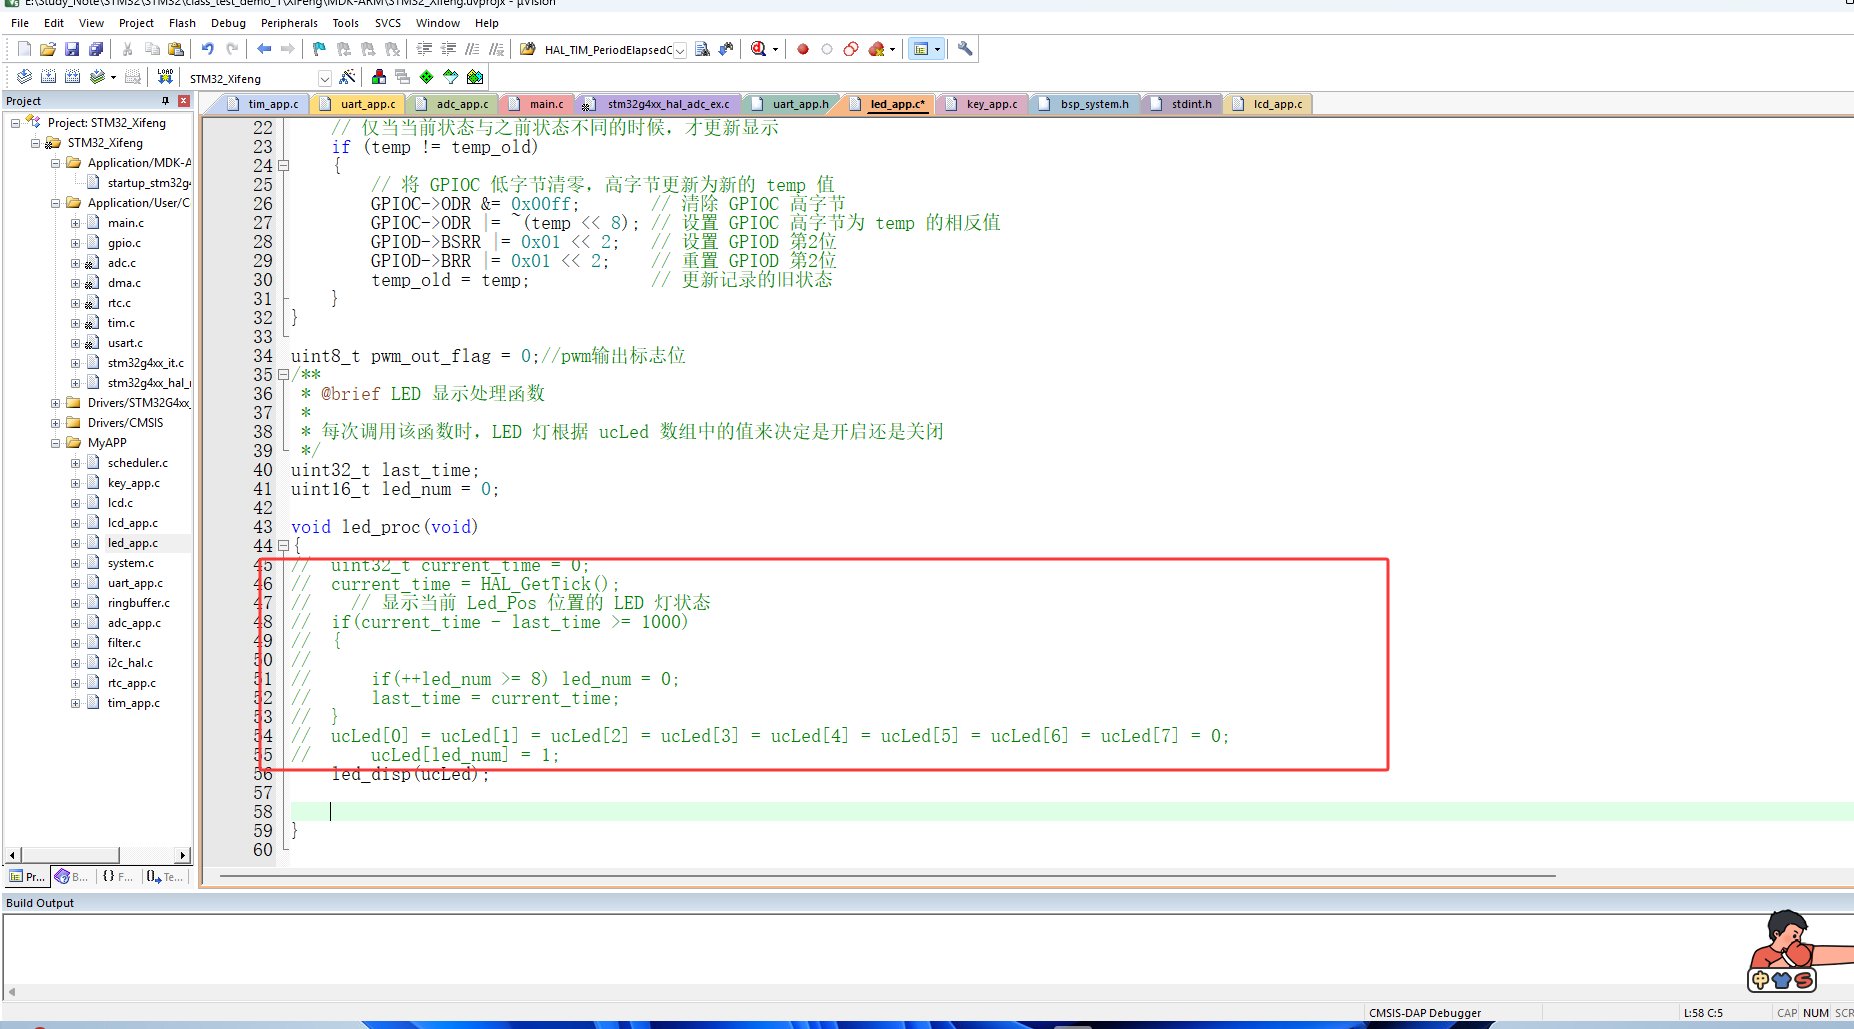 E:\Study_Note\STM32\STM32\class_test_demo_1\XiFeng\MDK-ARM\STM32_Xifeng.uvprojx - µVision
File Edit View Project Flash Debug Peripherals Tools SVCS Window Help
HAL_TIM_PeriodElapsedC
LOAD STM32_Xifeng
Project
tim_app.c uart_app.c adc_app.c main.c stm32g4xx_hal_adc_ex.c uart_app.h led_app.c* key_app.c bsp_system.h stdint.h lcd_app.c
Project: STM32_Xifeng
STM32_Xifeng
Application/MDK-A
startup_stm32g4
Application/User/C
main.c
gpio.c
adc.c
dma.c
rtc.c
tim.c
usart.c
stm32g4xx_it.c
stm32g4xx_hal_
Drivers/STM32G4xx_
Drivers/CMSIS
MyAPP
scheduler.c
key_app.c
lcd.c
lcd_app.c
led_app.c
system.c
uart_app.c
ringbuffer.c
adc_app.c
filter.c
i2c_hal.c
rtc_app.c
tim_app.c
Pr... B... {} F... Te...
22 // 仅当当前状态与之前状态不同的时候，才更新显示
23 if (temp != temp_old)
24 {
25 // 将 GPIOC 低字节清零，高字节更新为新的 temp 值
26 GPIOC->ODR &= 0x00ff; // 清除 GPIOC 高字节
27 GPIOC->ODR |= ~(temp << 8); // 设置 GPIOC 高字节为 temp 的相反值
28 GPIOD->BSRR |= 0x01 << 2; // 设置 GPIOD 第2位
29 GPIOD->BRR |= 0x01 << 2; // 重置 GPIOD 第2位
30 temp_old = temp; // 更新记录的旧状态
31 }
32 }
33
34 uint8_t pwm_out_flag = 0;//pwm输出标志位
35 /**
36 * @brief LED 显示处理函数
37 *
38 * 每次调用该函数时，LED 灯根据 ucLed 数组中的值来决定是开启还是关闭
39 */
40 uint32_t last_time;
41 uint16_t led_num = 0;
42
43 void led_proc(void)
44 {
45 // uint32_t current_time = 0;
46 // current_time = HAL_GetTick();
47 // // 显示当前 Led_Pos 位置的 LED 灯状态
48 // if(current_time - last_time >= 1000)
49 // {
50 //
51 // if(++led_num >= 8) led_num = 0;
52 // last_time = current_time;
53 // }
54 // ucLed[0] = ucLed[1] = ucLed[2] = ucLed[3] = ucLed[4] = ucLed[5] = ucLed[6] = ucLed[7] = 0;
55 // ucLed[led_num] = 1;
56 led_disp(ucLed);
57
58
59 }
60
Build Output
中 S
CMSIS-DAP Debugger L:58 C:5 CAP NUM SCR